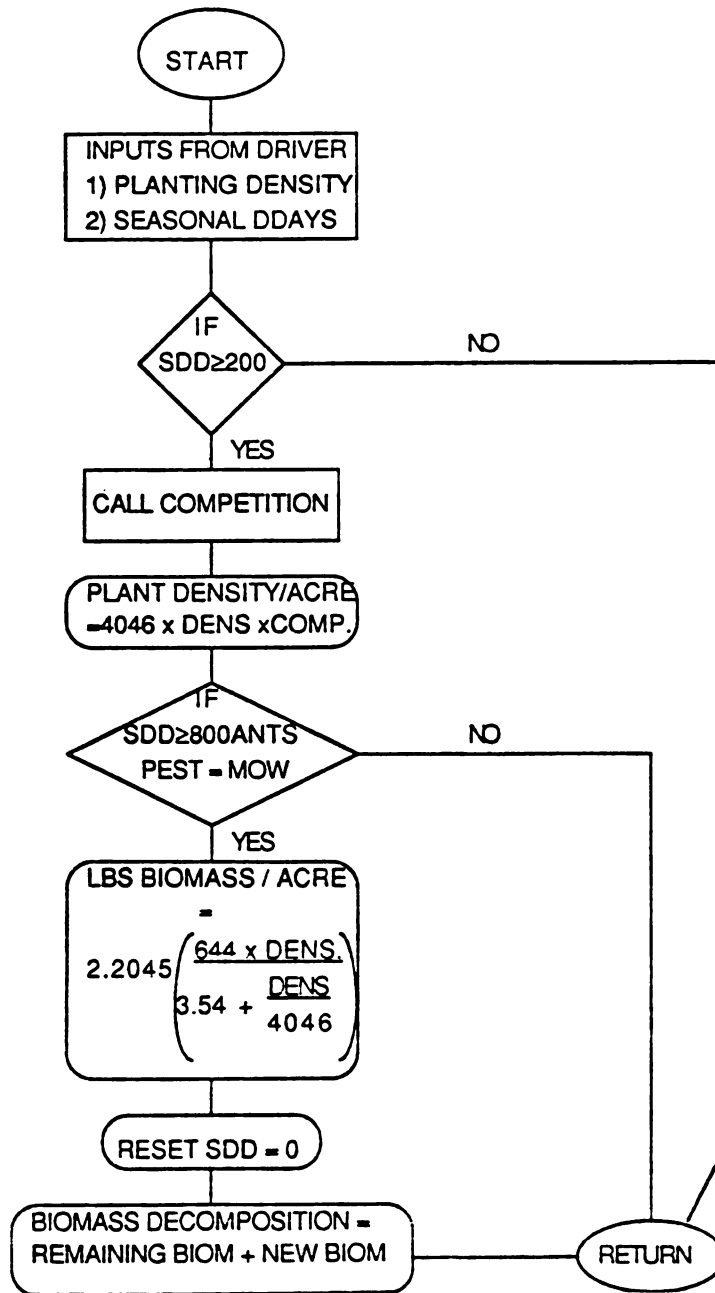 START
INPUTS FROM DRIVER
1) PLANTING DENSITY
2) SEASONAL DDAYS
IF
SDD≥200
NO
YES
CALL COMPETITION
PLANT DENSITY/ACRE
=4046 x DENS xCOMP.
IF
SDD≥800ANTS
PEST = MOW
NO
YES
LBS BIOMASS / ACRE
=
2.2045 ( 644 x DENS.
3.54 + DENS
4046 )
RESET SDD = 0
BIOMASS DECOMPOSITION =
REMAINING BIOM + NEW BIOM
RETURN